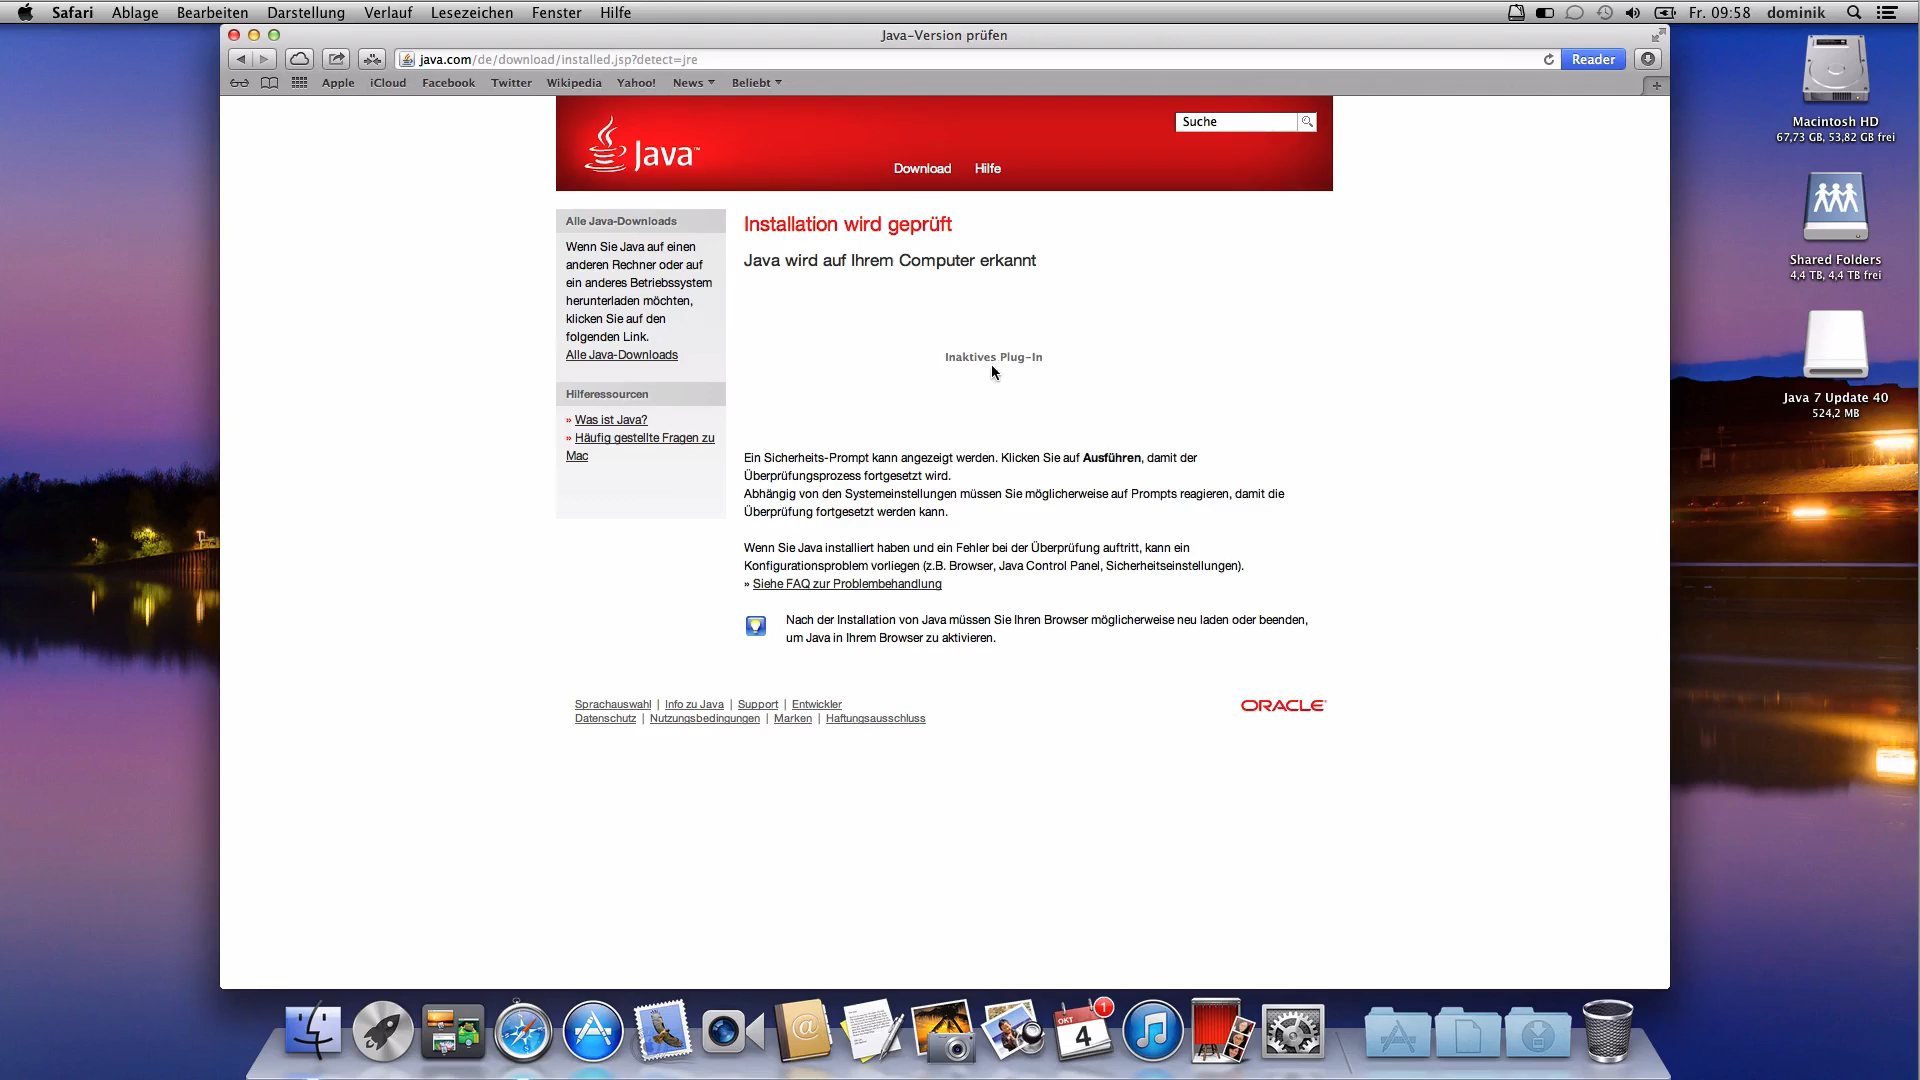 Safari Ablage Bearbeiten Darstellung Verlauf Lesezeichen Fenster Hilfe
Fr. 09:58 dominik
Java-Version prüfen
java.com/de/download/installed.jsp?detect=jre
Reader
Apple iCloud Facebook Twitter Wikipedia Yahoo! News Beliebt
Java™
Suche
Download Hilfe
Alle Java-Downloads
Wenn Sie Java auf einen
anderen Rechner oder auf
ein anderes Betriebssystem
herunterladen möchten,
klicken Sie auf den
folgenden Link.
Alle Java-Downloads
Hilferessourcen
» Was ist Java?
» Häufig gestellte Fragen zu
Mac
Installation wird geprüft
Java wird auf Ihrem Computer erkannt
Inaktives Plug-In
Ein Sicherheits-Prompt kann angezeigt werden. Klicken Sie auf Ausführen, damit der
Überprüfungsprozess fortgesetzt wird.
Abhängig von den Systemeinstellungen müssen Sie möglicherweise auf Prompts reagieren, damit die
Überprüfung fortgesetzt werden kann.
Wenn Sie Java installiert haben und ein Fehler bei der Überprüfung auftritt, kann ein
Konfigurationsproblem vorliegen (z.B. Browser, Java Control Panel, Sicherheitseinstellungen).
» Siehe FAQ zur Problembehandlung
Nach der Installation von Java müssen Sie Ihren Browser möglicherweise neu laden oder beenden,
um Java in Ihrem Browser zu aktivieren.
Sprachauswahl | Info zu Java | Support | Entwickler
Datenschutz | Nutzungsbedingungen | Marken | Haftungsausschluss
ORACLE
Macintosh HD
67,73 GB, 53,82 GB frei
Shared Folders
4,4 TB, 4,4 TB frei
Java 7 Update 40
524,2 MB
OKT
4
1